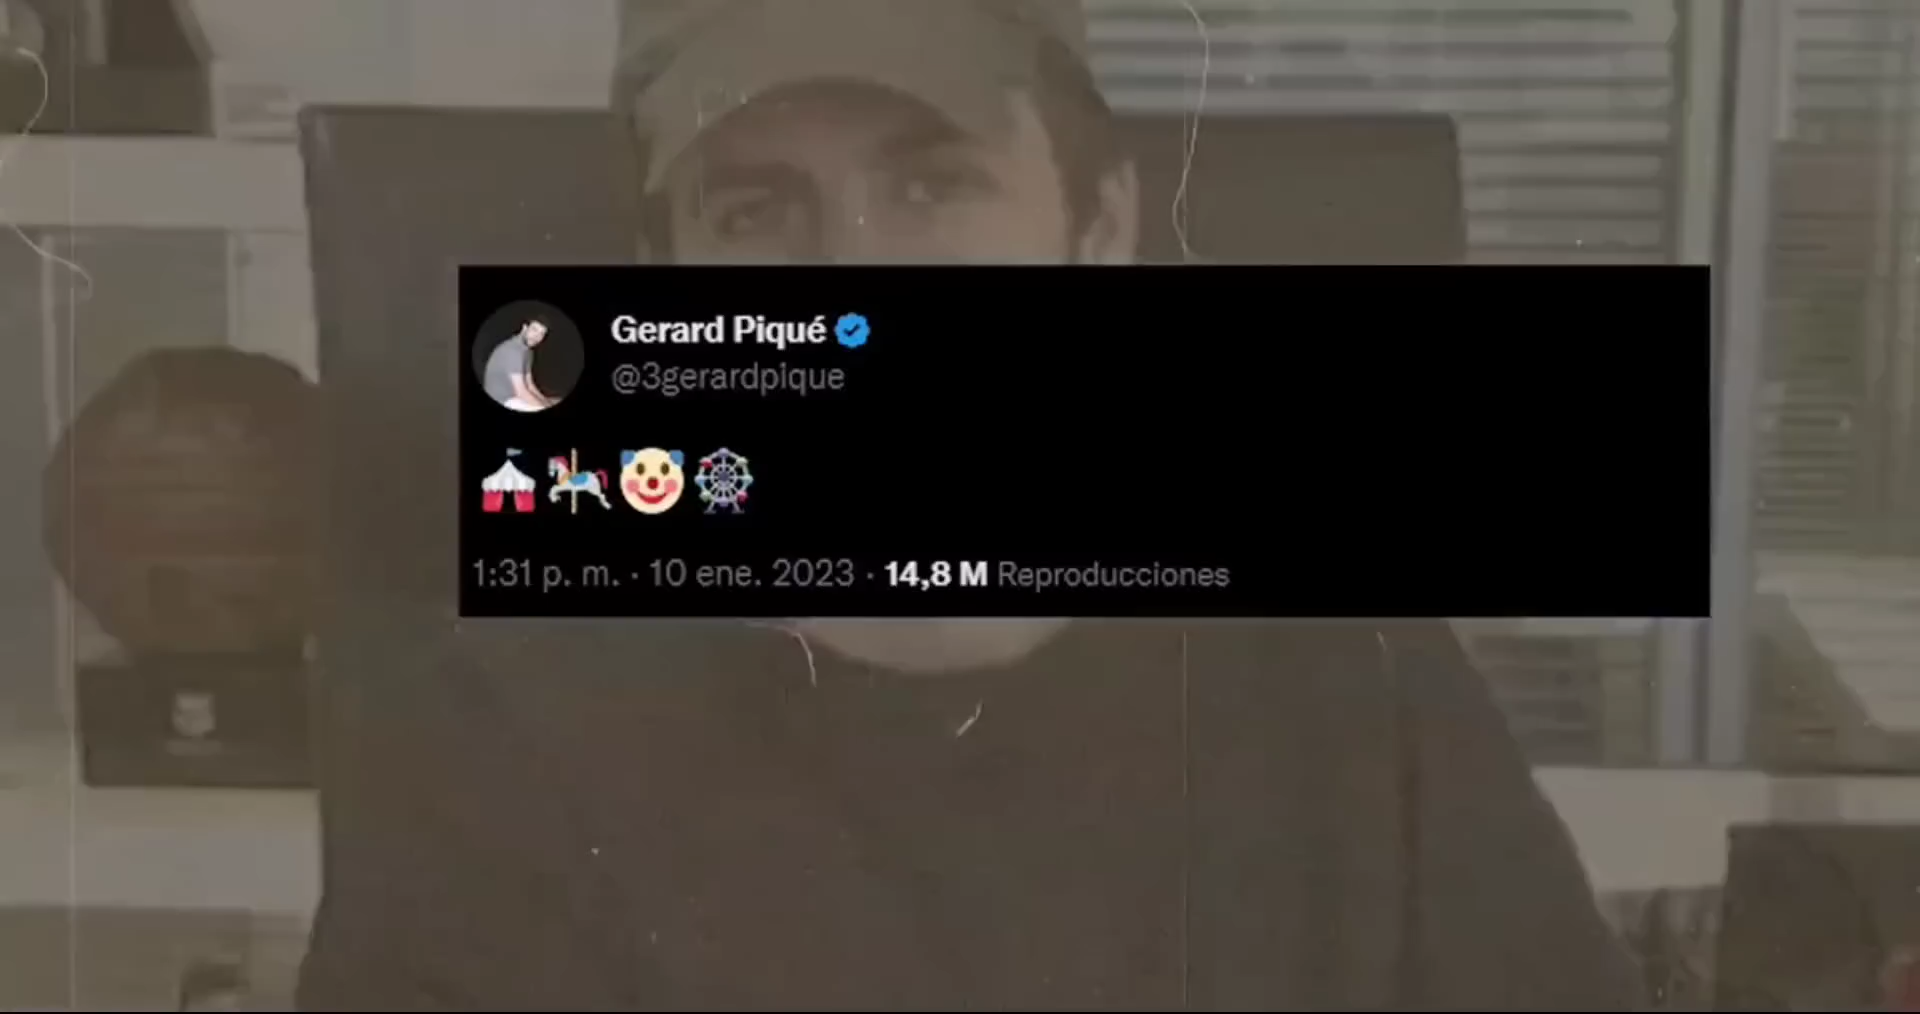 Gerard Piqué
@3gerardpique
🎪🎠🤡🎡
1:31 p. m. · 10 ene. 2023 · 14,8 M Reproducciones